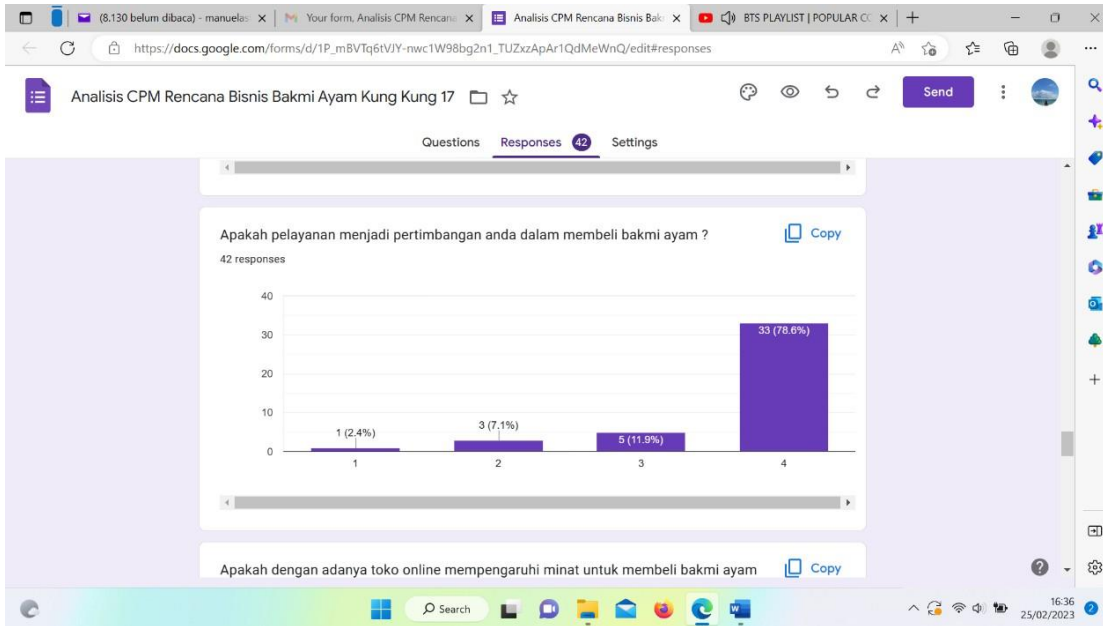 (8.130 belum dibaca) - manuelas
Your form, Analisis CPM Rencana
Analisis CPM Rencana Bisnis Bak
BTS PLAYLIST | POPULAR CC
https://docs.google.com/forms/d/1P_mBVTq6tVJY-nwc1W98bg2n1_TUZxzApAr1QdMeWnQ/edit#responses
Analisis CPM Rencana Bisnis Bakmi Ayam Kung Kung 17
Send
Questions Responses 42 Settings
Apakah pelayanan menjadi pertimbangan anda dalam membeli bakmi ayam ?
Copy
42 responses
40
30
20
10
0
1 (2.4%)
3 (7.1%)
5 (11.9%)
33 (78.6%)
1 2 3 4
Apakah dengan adanya toko online mempengaruhi minat untuk membeli bakmi ayam
Copy
Search
16:36
25/02/2023
2